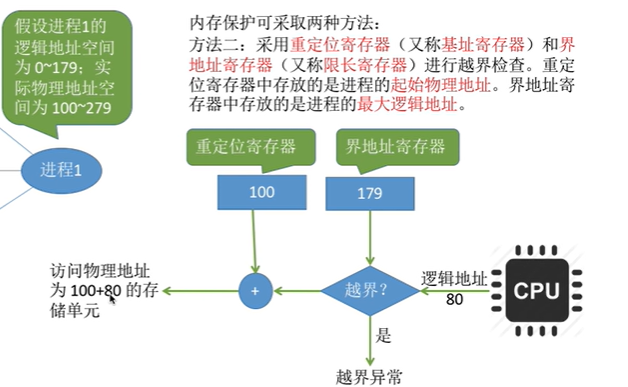 假设进程1的
逻辑地址空间
为 0~179；实
际物理地址空
间为 100~279
进程1
内存保护可采取两种方法：
方法二：采用重定位寄存器（又称基址寄存器）和界
地址寄存器（又称限长寄存器）进行越界检查。重定
位寄存器中存放的是进程的起始物理地址。界地址寄
存器中存放的是进程的最大逻辑地址。
重定位寄存器
界地址寄存器
100
179
访问物理地址
为 100+80 的存
储单元
+
越界？
逻辑地址
80
CPU
是
越界异常